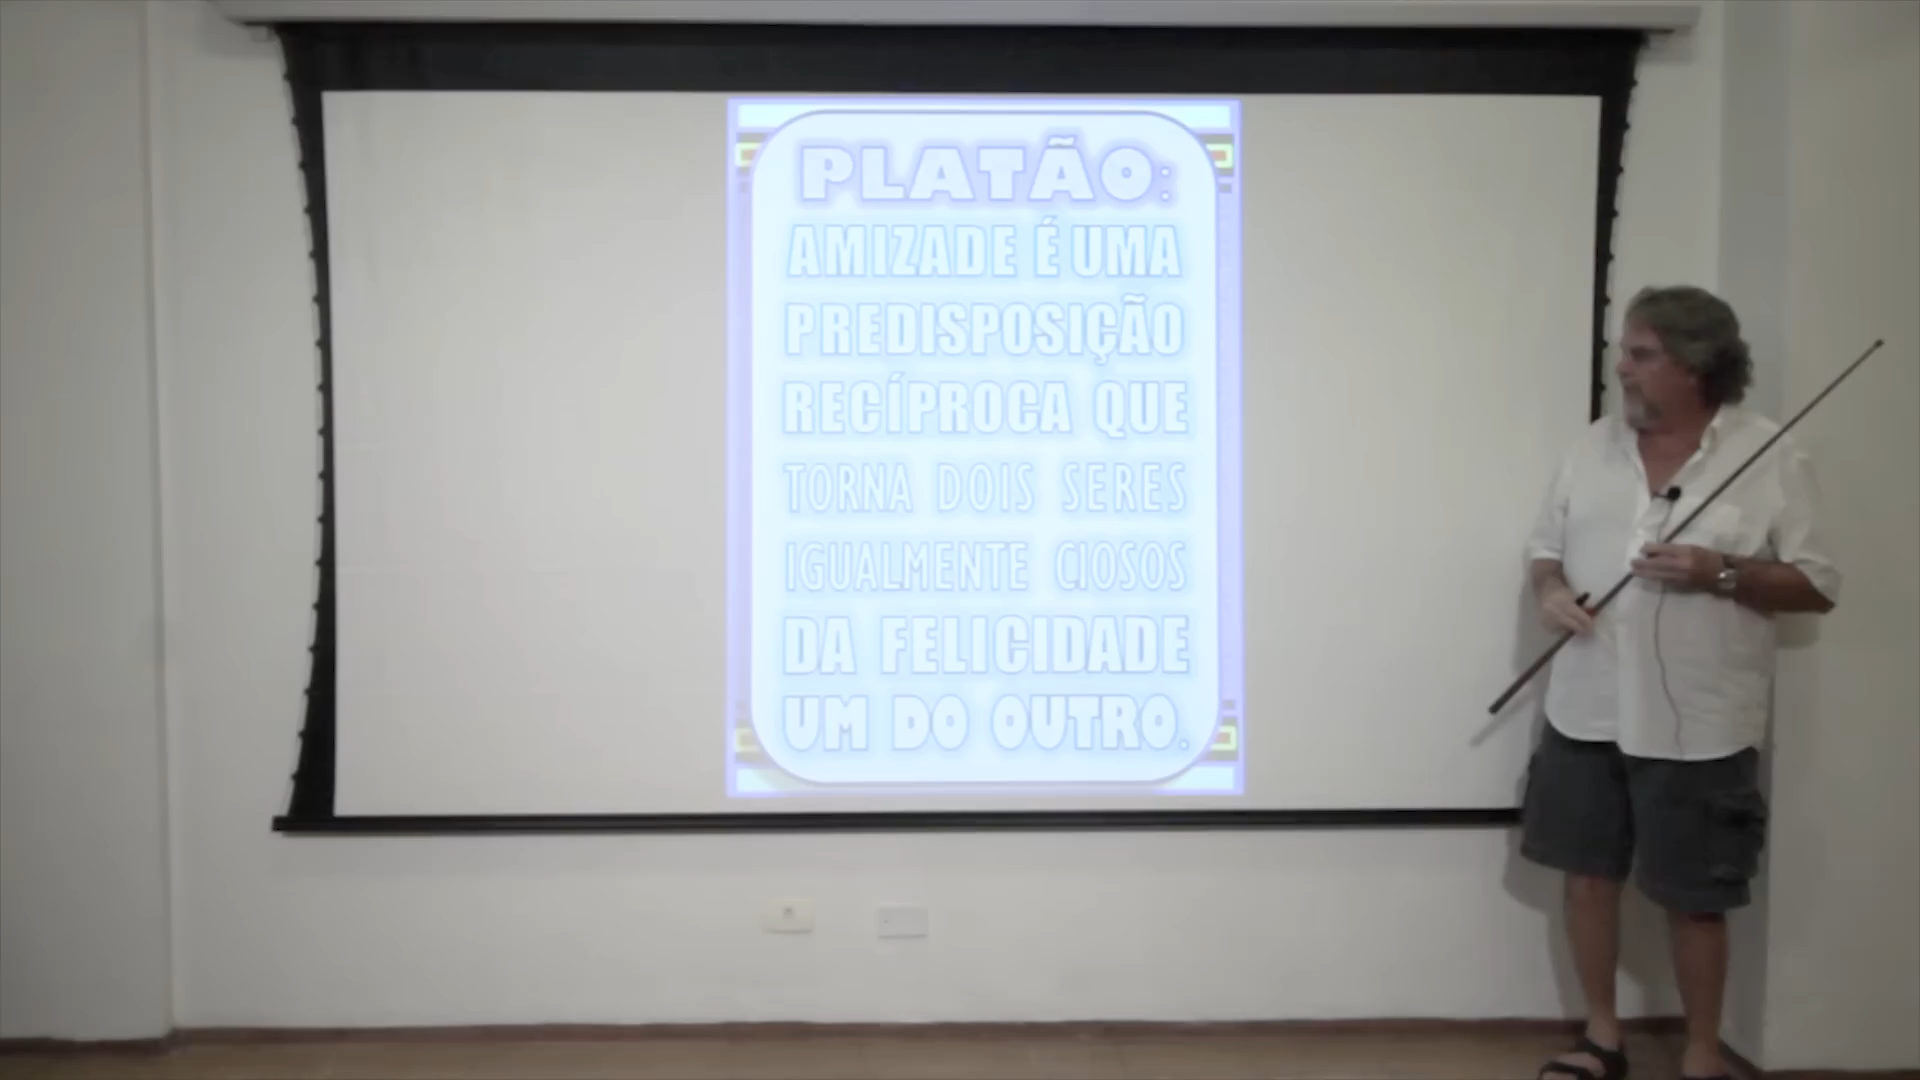 PLATÃO:
AMIZADE É UMA
PREDISPOSIÇÃO
RECÍPROCA QUE
TORNA DOIS SERES
IGUALMENTE CIOSOS
DA FELICIDADE
UM DO OUTRO.